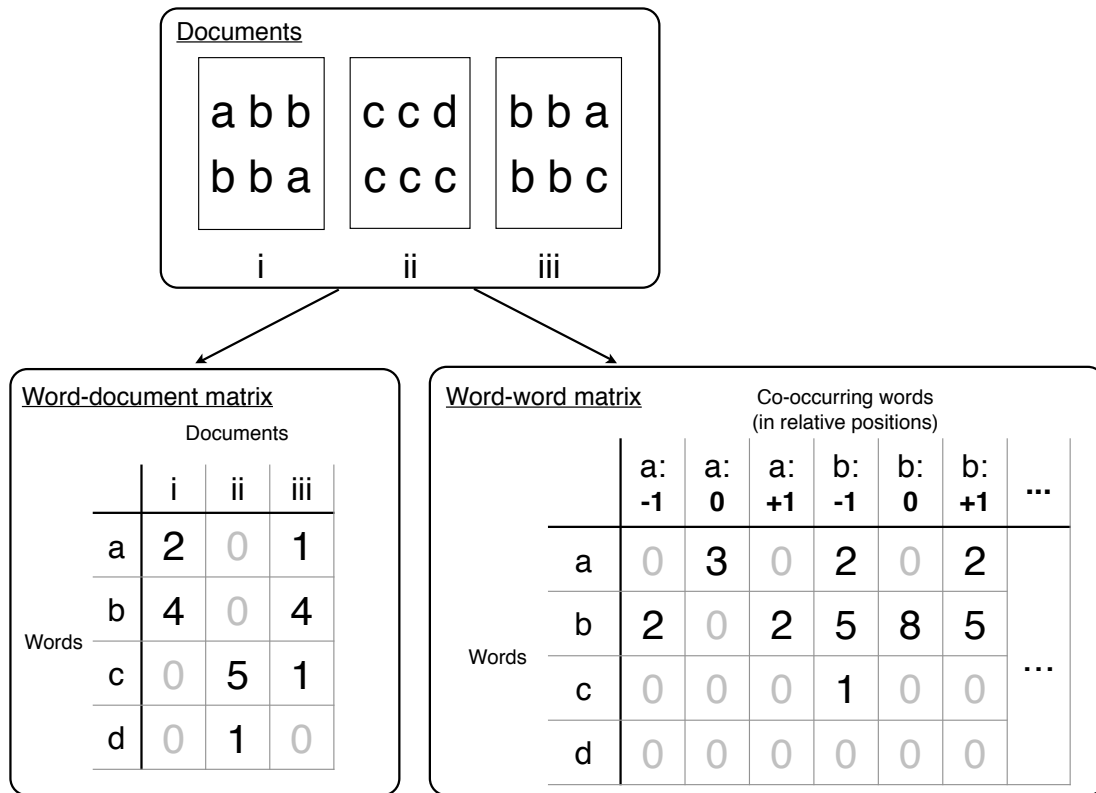 Documents
a b b
b b a
c c d
c c c
b b a
b b c
i
ii
iii
Word-document matrix
Documents
i ii iii
a 2 0 1
b 4 0 4
c 0 5 1
d 0 1 0
Words
Word-word matrix
Co-occurring words
(in relative positions)
a: a: a: b: b: b: ...
-1 0 +1 -1 0 +1
a 0 3 0 2 0 2
b 2 0 2 5 8 5
c 0 0 0 1 0 0
d 0 0 0 0 0 0
Words
...